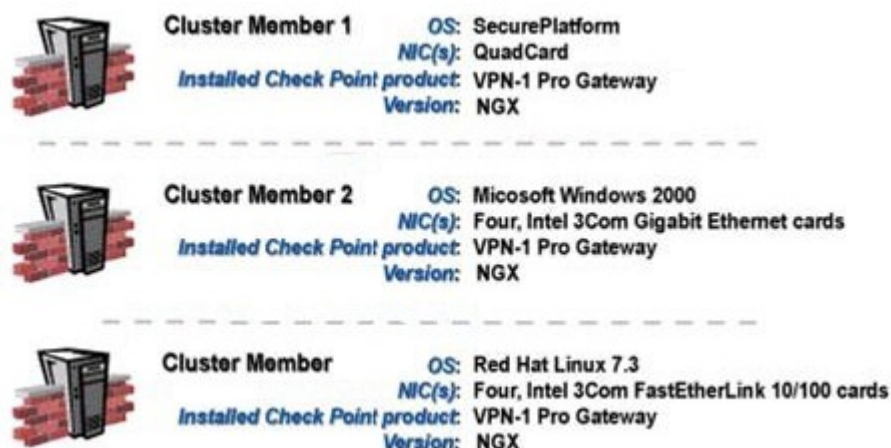 Cluster Member 1 OS: SecurePlatform
NIC(s): QuadCard
Installed Check Point product: VPN-1 Pro Gateway
Version: NGX
Cluster Member 2 OS: Micosoft Windows 2000
NIC(s): Four, Intel 3Com Gigabit Ethernet cards
Installed Check Point product: VPN-1 Pro Gateway
Version: NGX
Cluster Member OS: Red Hat Linux 7.3
NIC(s): Four, Intel 3Com FastEtherLink 10/100 cards
Installed Check Point product: VPN-1 Pro Gateway
Version: NGX